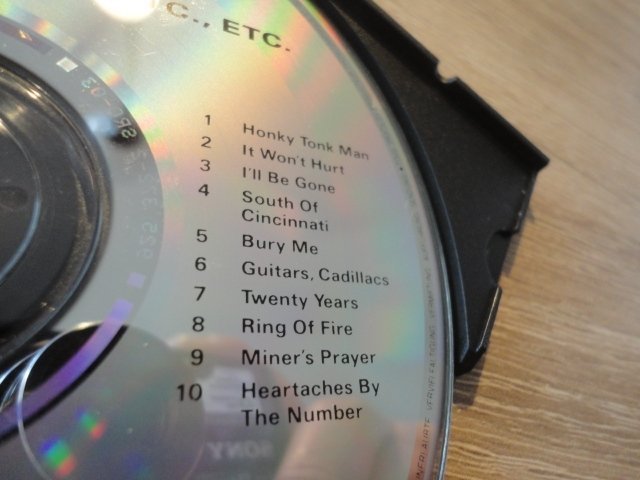 C., ETC.
1 Honky Tonk Man
2 It Won't Hurt
3 I'll Be Gone
4 South Of
Cincinnati
5 Bury Me
6 Guitars, Cadillacs
7 Twenty Years
8 Ring Of Fire
9 Miner's Prayer
10 Heartaches By
The Number
SONY